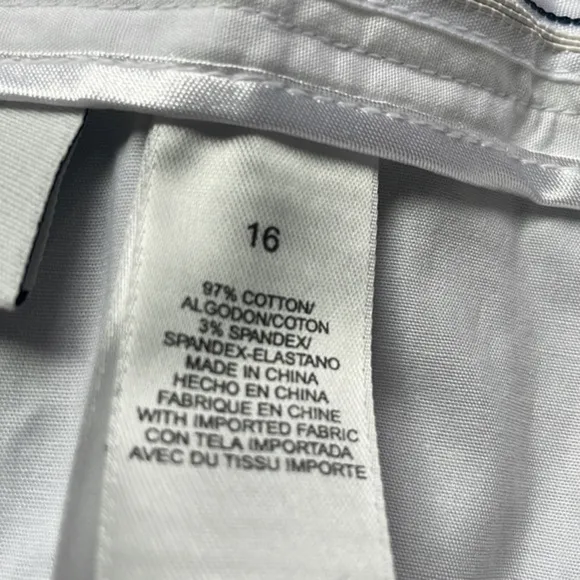 16
97% COTTON/
ALGODON/COTON
3% SPANDEX/
SPANDEX-ELASTANO
MADE IN CHINA
HECHO EN CHINA
FABRIQUE EN CHINE
WITH IMPORTED FABRIC
CON TELA IMPORTADA
AVEC DU TISSU IMPORTE